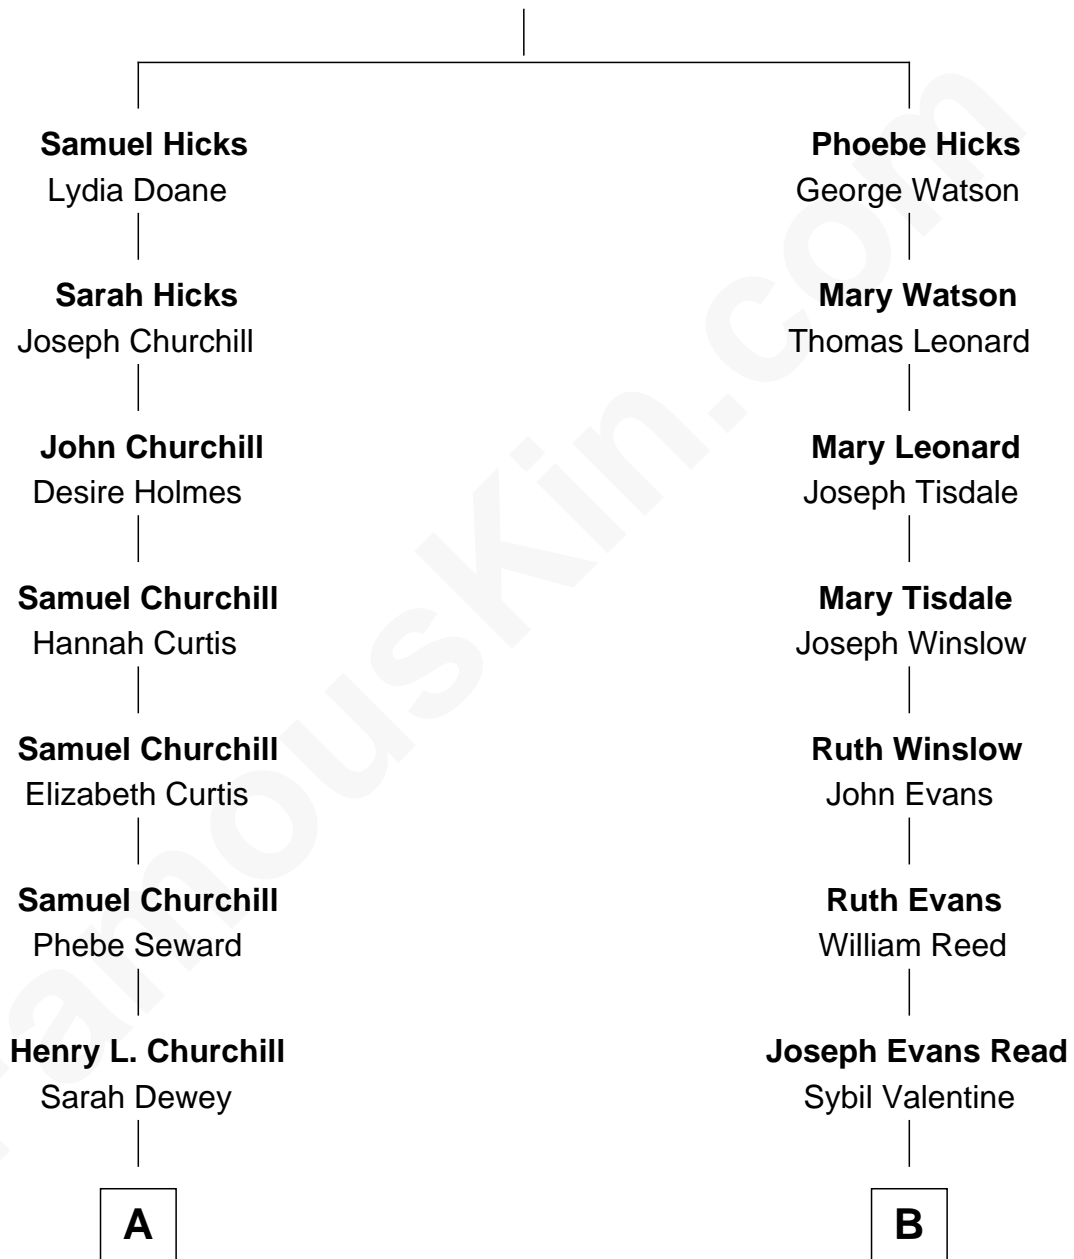 Samuel Hicks
Lydia Doane
Sarah Hicks
Joseph Churchill
John Churchill
Desire Holmes
Samuel Churchill
Hannah Curtis
Samuel Churchill
Elizabeth Curtis
Samuel Churchill
Phebe Seward
Henry L. Churchill
Sarah Dewey
A
Phoebe Hicks
George Watson
Mary Watson
Thomas Leonard
Mary Leonard
Joseph Tisdale
Mary Tisdale
Joseph Winslow
Ruth Winslow
John Evans
Ruth Evans
William Reed
Joseph Evans Read
Sybil Valentine
B
FamousKin.com